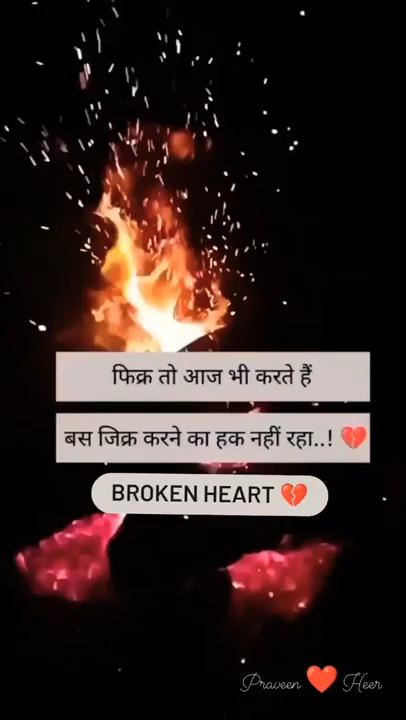 फिक्र तो आज भी करते हैं
बस जिक्र करने का हक नहीं रहा..! 💔
BROKEN HEART 💔
Praveen ❤️ Heer